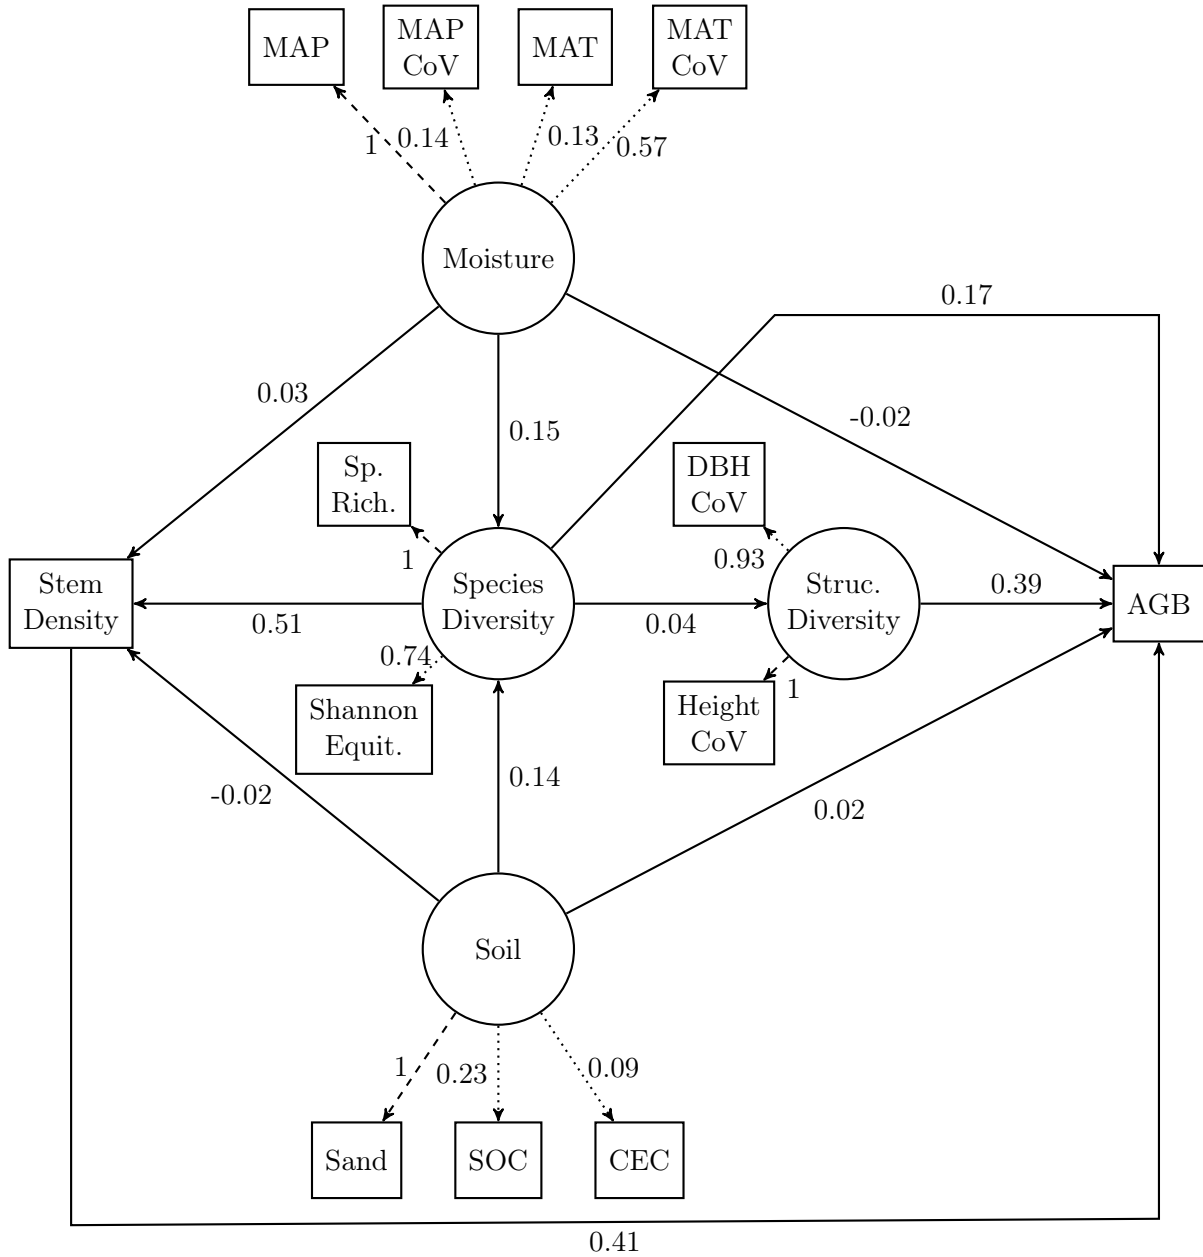 MAP
MAP
CoV
MAT
MAT
CoV
1
0.14
0.13
0.57
Moisture
0.17
0.03
-0.02
0.15
Sp.
Rich.
DBH
CoV
1
0.93
Stem
Density
Species
Diversity
Struc.
Diversity
0.39
AGB
0.51
0.04
0.74
1
Shannon
Equit.
Height
CoV
0.14
-0.02
0.02
Soil
1
0.23
0.09
Sand
SOC
CEC
0.41